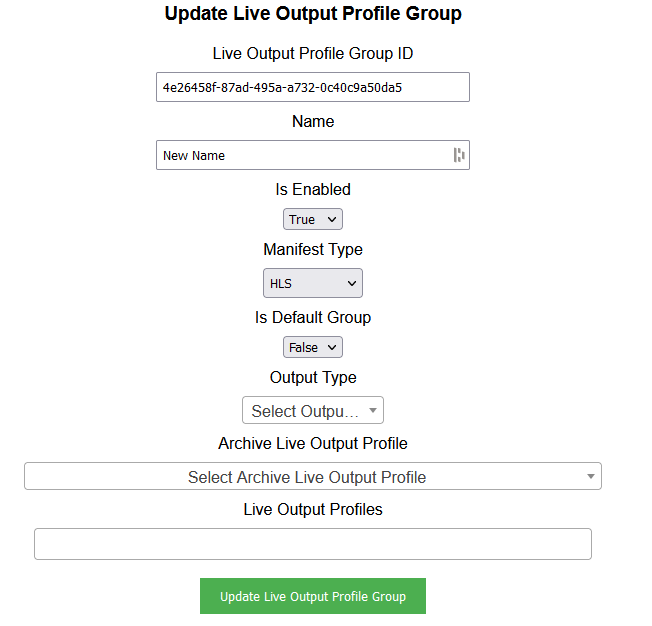 Update Live Output Profile Group
Live Output Profile Group ID
4e26458f-87ad-495a-a732-0c40c9a50da5
Name
New Name
Is Enabled
True
Manifest Type
HLS
Is Default Group
False
Output Type
Select Outpu...
Archive Live Output Profile
Select Archive Live Output Profile
Live Output Profiles
Update Live Output Profile Group